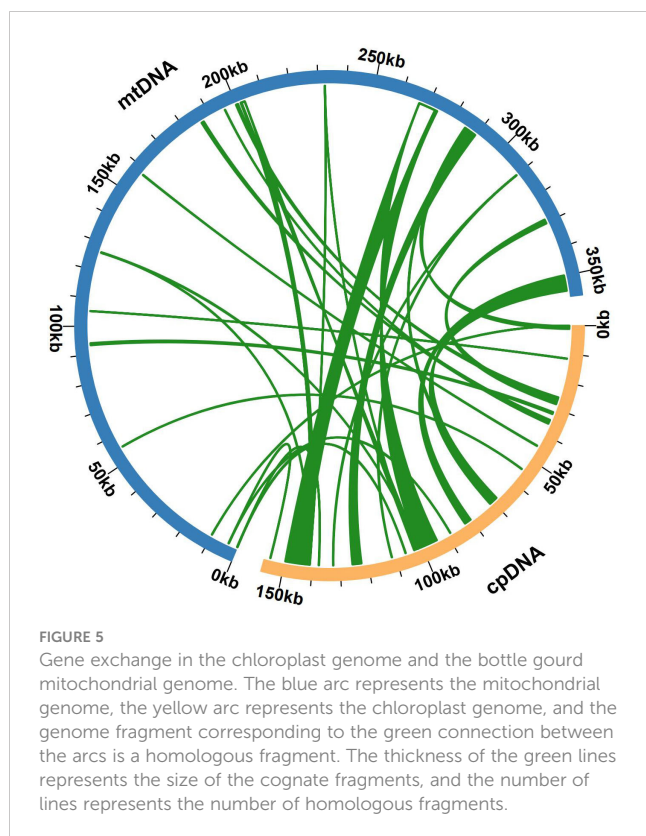 mtDNA
200kb
250kb
300kb
350kb
150kb
100kb
50kb
0kb
0kb
50kb
100kb
150kb
cpDNA
FIGURE 5
Gene exchange in the chloroplast genome and the bottle gourd
mitochondrial genome. The blue arc represents the mitochondrial
genome, the yellow arc represents the chloroplast genome, and the
genome fragment corresponding to the green connection between
the arcs is a homologous fragment. The thickness of the green lines
represents the size of the cognate fragments, and the number of
lines represents the number of homologous fragments.